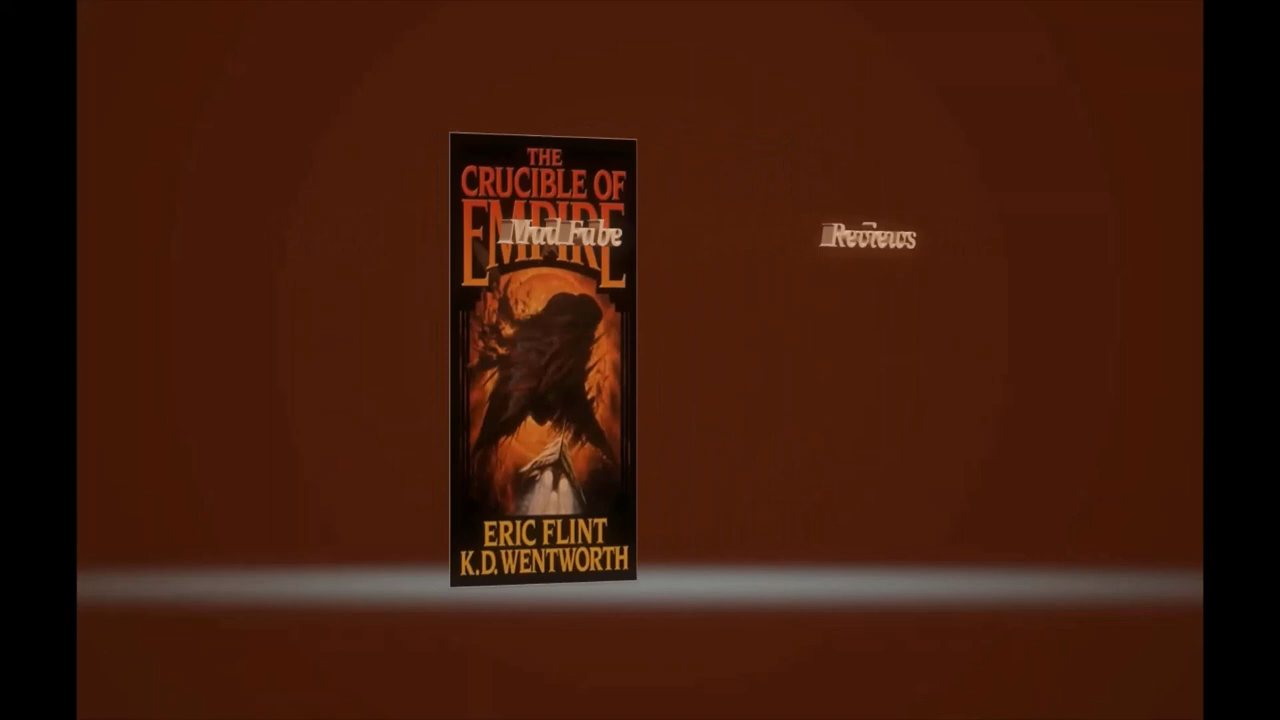 THE
CRUCIBLE OF
EMPIRE
Reviews
ERIC FLINT
K.D. WENTWORTH